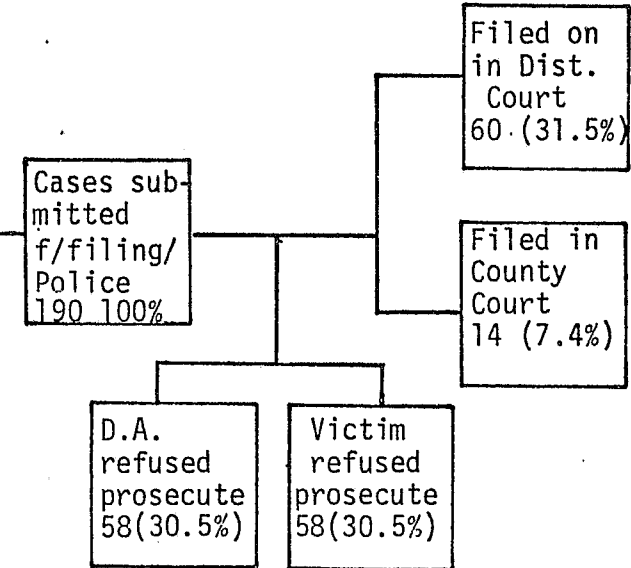 Filed on
in Dist.
Court
60 (31.5%)
Cases sub-
mitted
f/filing/
Police
190 100%
Filed in
County
Court
14 (7.4%)
D.A.
refused
prosecute
58(30.5%)
Victim
refused
prosecute
58(30.5%)